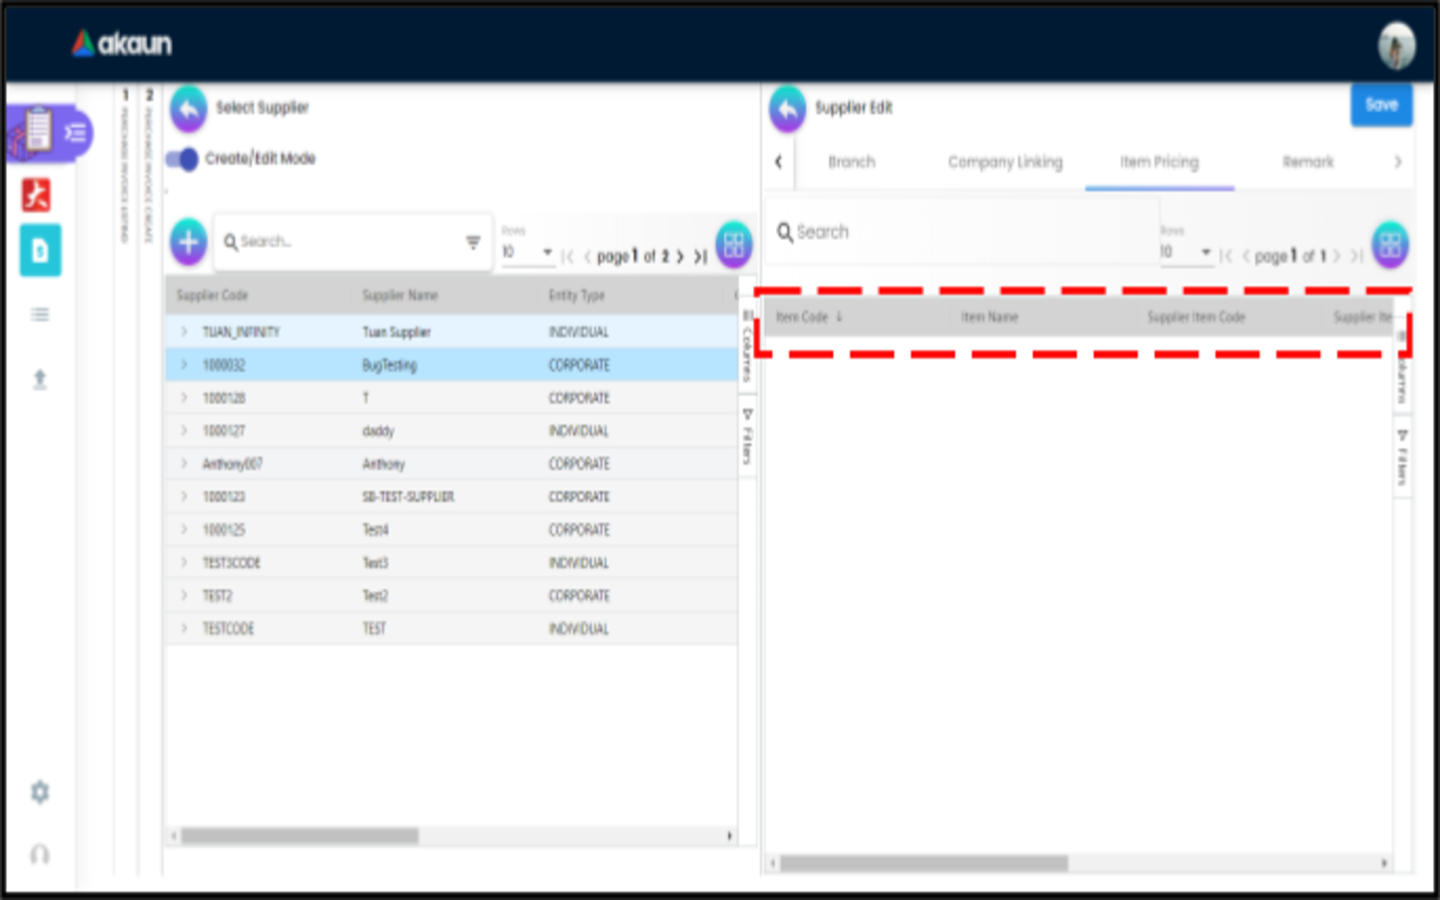 akaun
1 PURCHASE INVOICE LISTING
2 PURCHASE INVOICE CREATE
Select Supplier
Create/Edit Mode
Search...
Rows
10
page 1 of 2
Supplier Code
Supplier Name
Entity Type
TUAN_INFINITY
Tuan Supplier
INDIVIDUAL
1000032
BugTesting
CORPORATE
1000128
T
CORPORATE
1000127
daddy
INDIVIDUAL
Anthony007
Anthony
CORPORATE
1000123
SB-TEST-SUPPLIER
CORPORATE
1000125
Test4
CORPORATE
TEST3CODE
Test3
INDIVIDUAL
TEST2
Test2
CORPORATE
TESTCODE
TEST
INDIVIDUAL
Columns
Filters
Supplier Edit
Save
Branch
Company Linking
Item Pricing
Remark
Search
Rows
10
page 1 of 1
Item Code
Item Name
Supplier Item Code
Supplier Ite
olumns
Filters